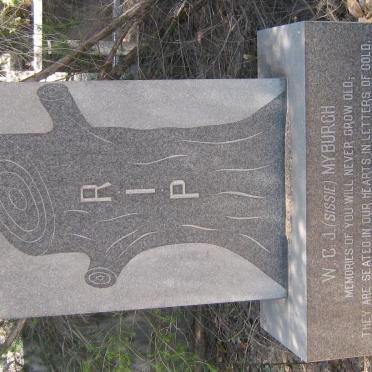 R I P
W. C. J. (SISSIE) MYBURGH
MEMORIES OF YOU WILL NEVER GROW OLD;
THEY ARE SEATED IN OUR HEARTS IN LETTERS OF GOLD